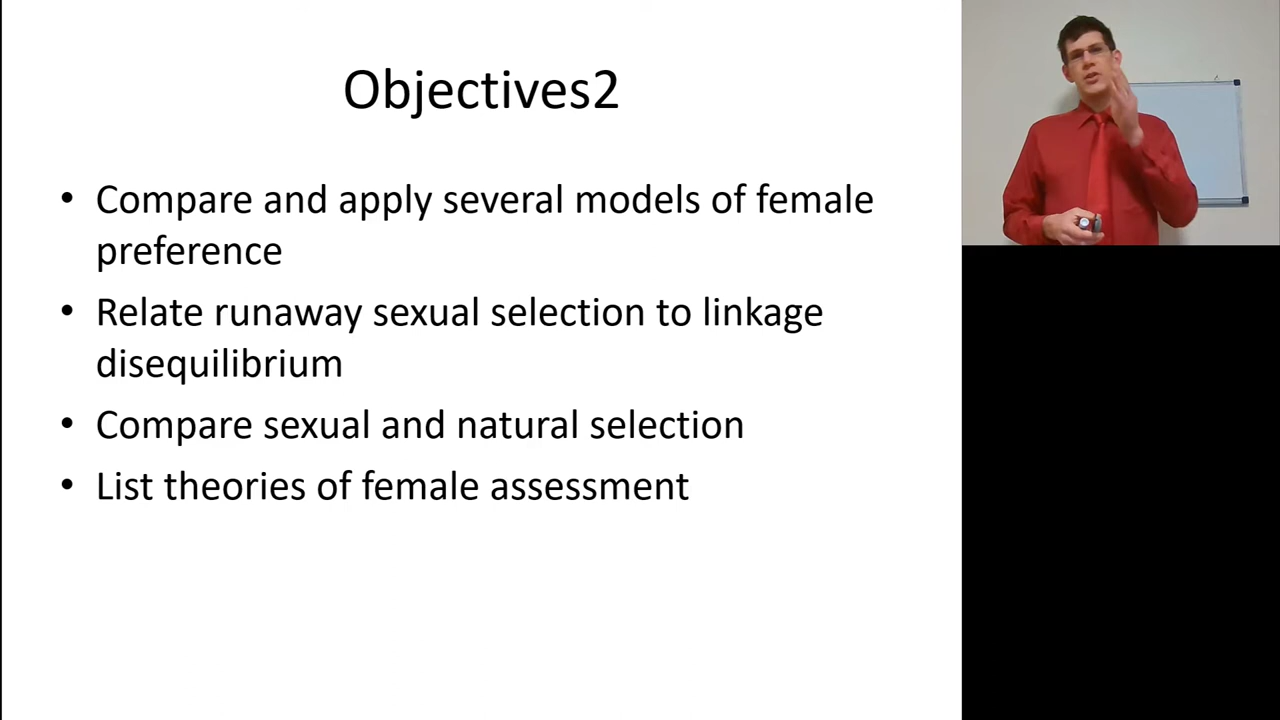 Objectives2
• Compare and apply several models of female
preference
• Relate runaway sexual selection to linkage
disequilibrium
• Compare sexual and natural selection
• List theories of female assessment